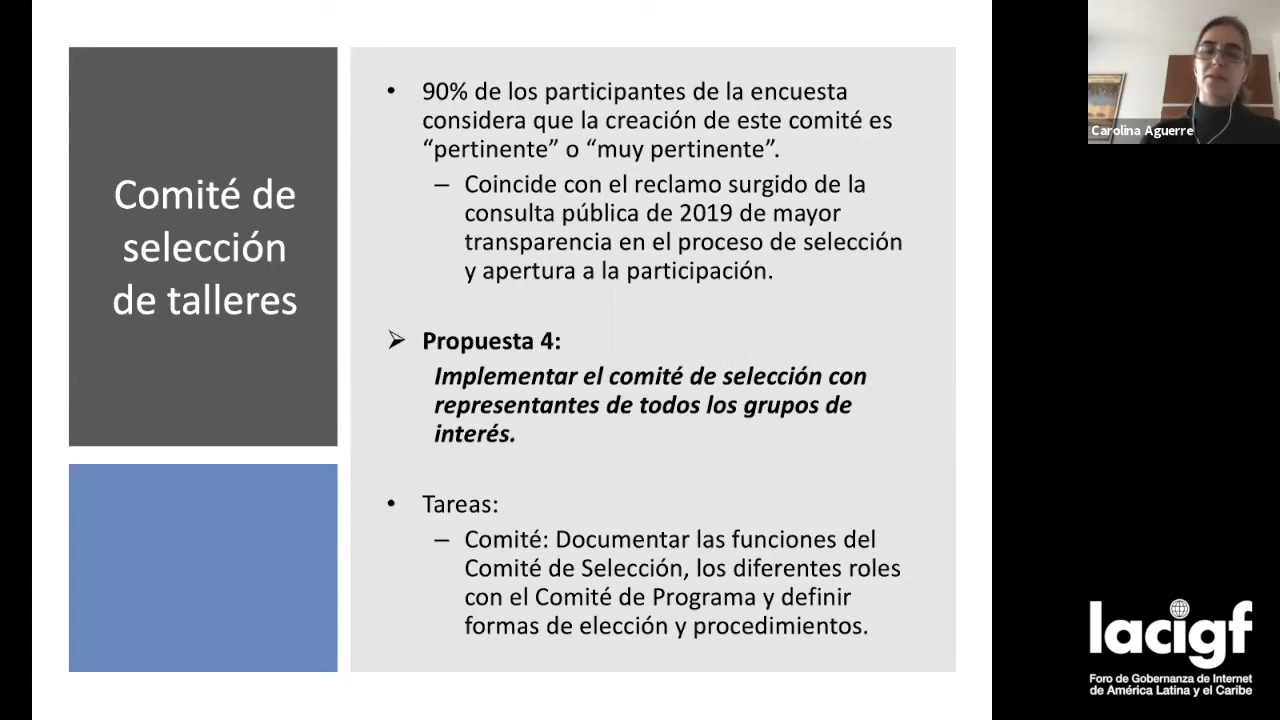 Comité de
selección
de talleres
• 90% de los participantes de la encuesta
considera que la creación de este comité es
“pertinente” o “muy pertinente”.
– Coincide con el reclamo surgido de la
consulta pública de 2019 de mayor
transparencia en el proceso de selección
y apertura a la participación.
➢ Propuesta 4:
Implementar el comité de selección con
representantes de todos los grupos de
interés.
• Tareas:
– Comité: Documentar las funciones del
Comité de Selección, los diferentes roles
con el Comité de Programa y definir
formas de elección y procedimientos.
Carolina Aguerre
lacigf
Foro de Gobernanza de Internet
de América Latina y el Caribe